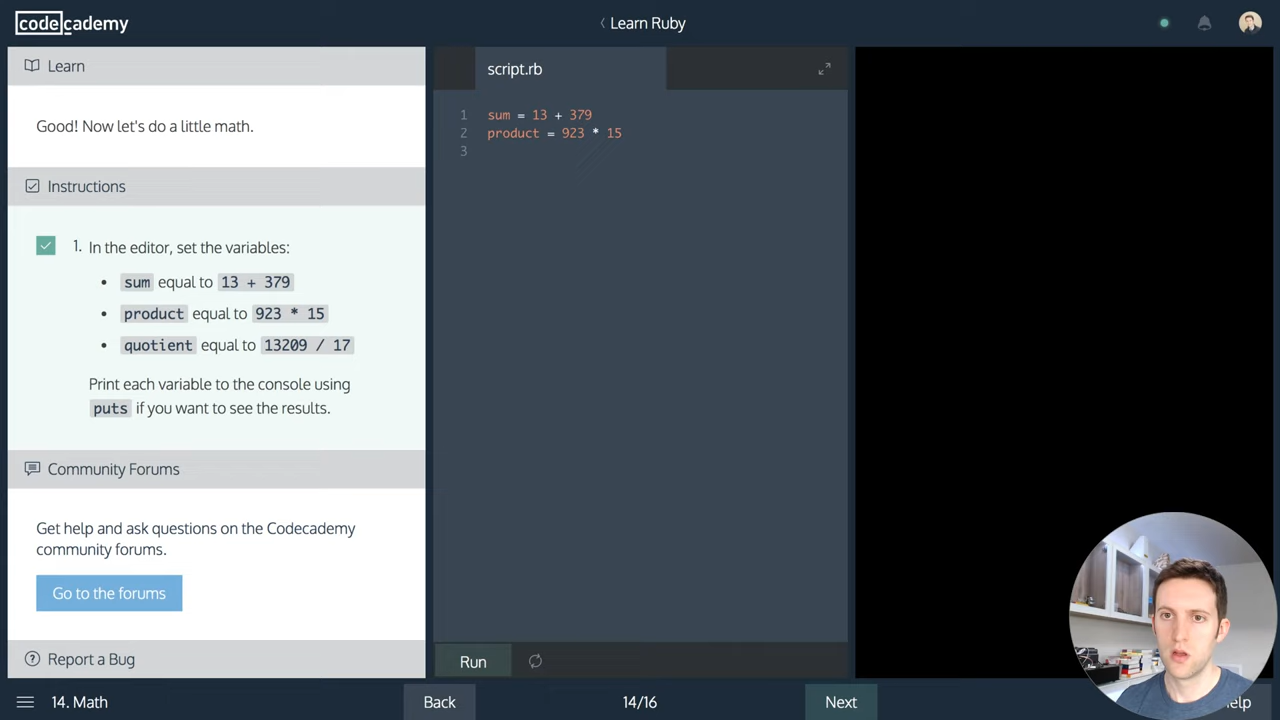 codecademy
Learn Ruby
Learn
Good! Now let's do a little math.
Instructions
1. In the editor, set the variables:
• sum equal to 13 + 379
• product equal to 923 * 15
• quotient equal to 13209 / 17
Print each variable to the console using
puts if you want to see the results.
Community Forums
Get help and ask questions on the Codecademy
community forums.
Go to the forums
Report a Bug
script.rb
1 sum = 13 + 379
2 product = 923 * 15
3
Run
14. Math
Back
14/16
Next